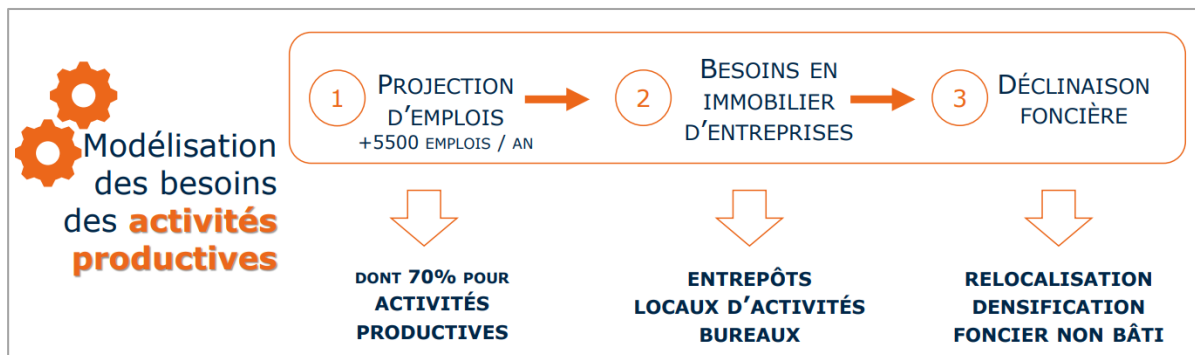 Modélisation
des besoins
des activités
productives
1
PROJECTION
D'EMPLOIS
+5500 EMPLOIS / AN
2
BESOINS EN
IMMOBILIER
D'ENTREPRISES
3
DÉCLINAISON
FONCIÈRE
DONT 70% POUR
ACTIVITÉS
PRODUCTIVES
ENTREPÔTS
LOCAUX D'ACTIVITÉS
BUREAUX
RELOCALISATION
DENSIFICATION
FONCIER NON BÂTI